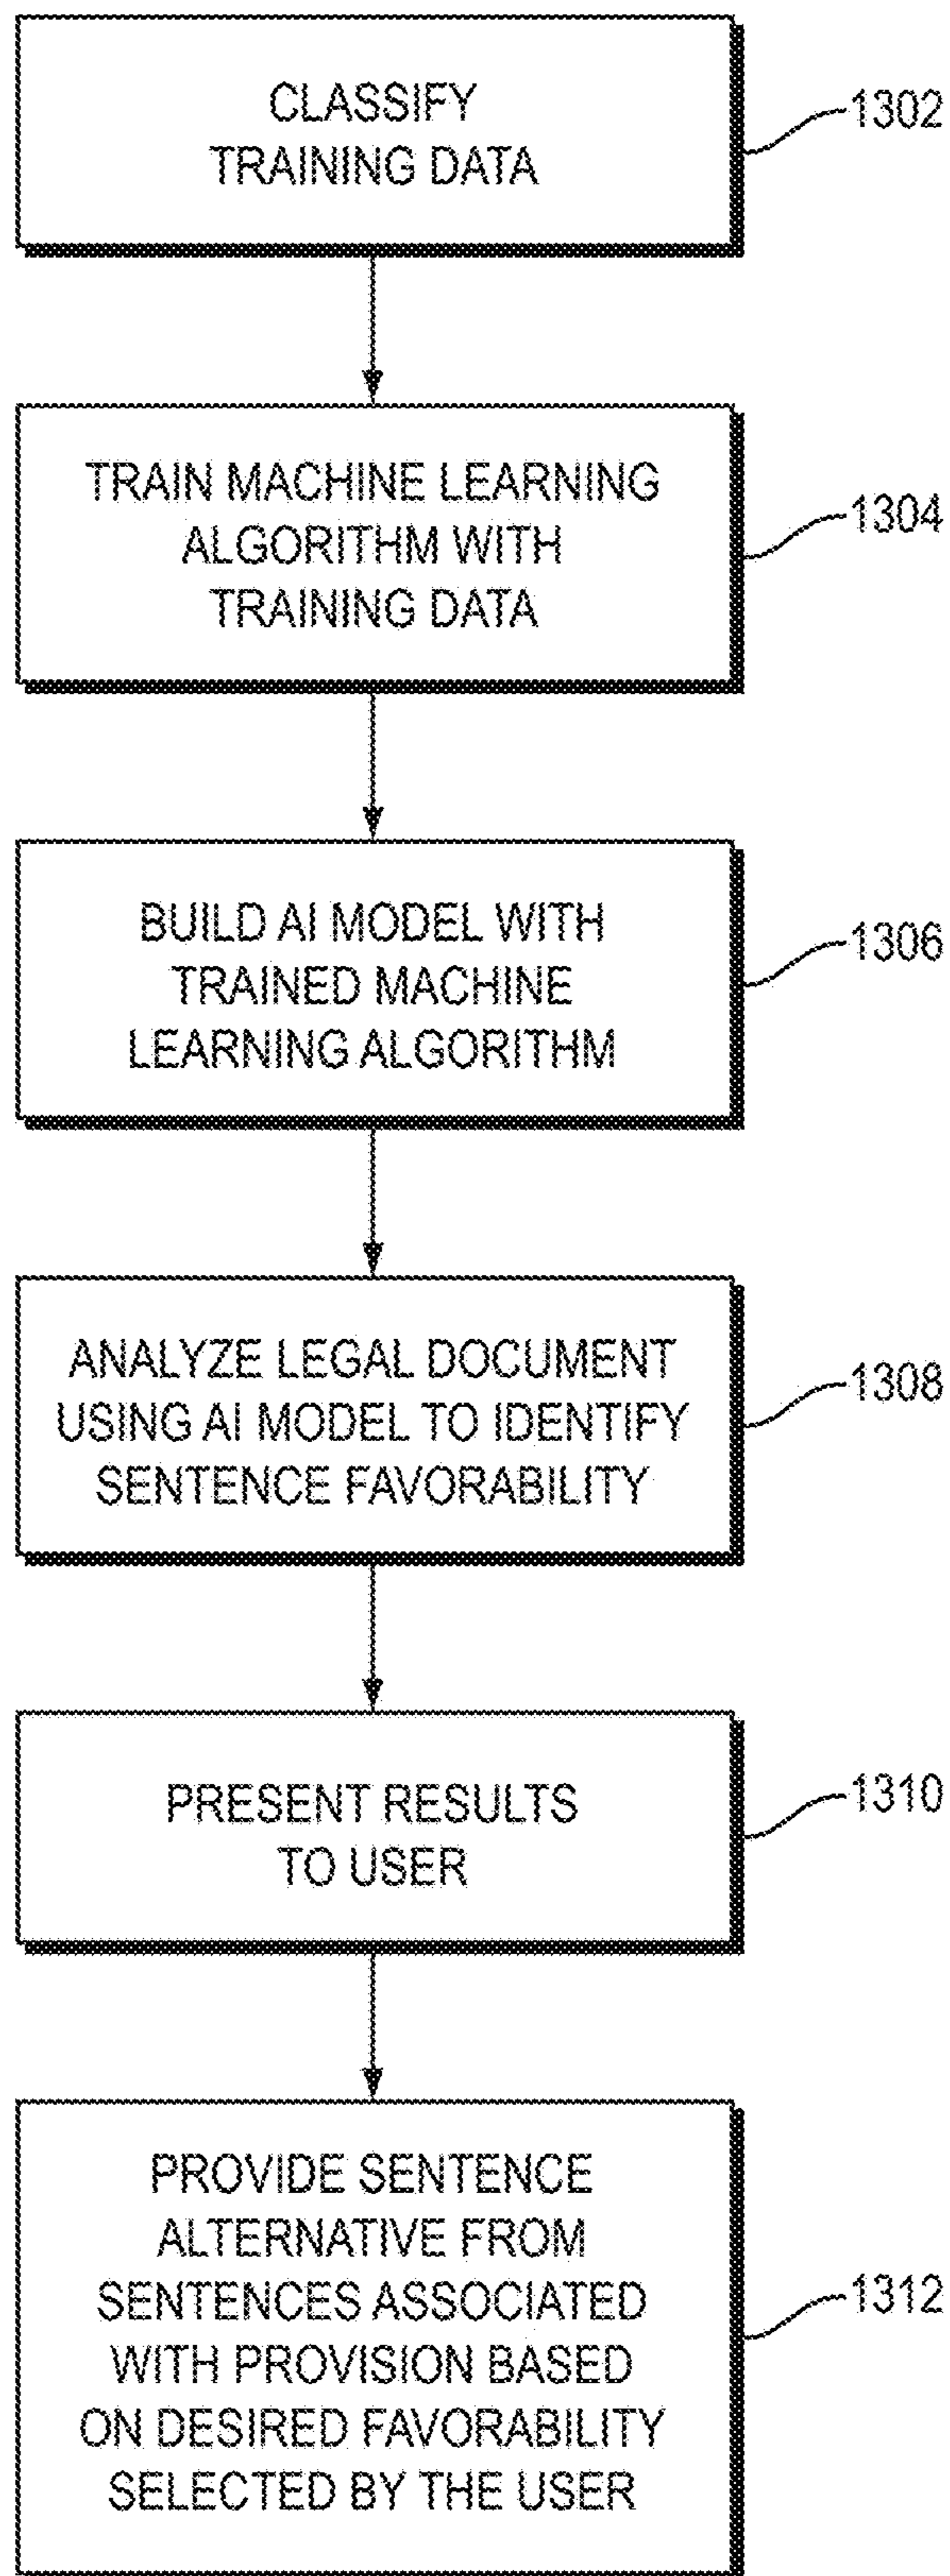 CLASSIFY
TRAINING DATA
1302
TRAIN MACHINE LEARNING
ALGORITHM WITH
TRAINING DATA
1304
BUILD AI MODEL WITH
TRAINED MACHINE
LEARNING ALGORITHM
1306
ANALYZE LEGAL DOCUMENT
USING AI MODEL TO IDENTIFY
SENTENCE FAVORABILITY
1308
PRESENT RESULTS
TO USER
1310
PROVIDE SENTENCE
ALTERNATIVE FROM
SENTENCES ASSOCIATED
WITH PROVISION BASED
ON DESIRED FAVORABILITY
SELECTED BY THE USER
1312